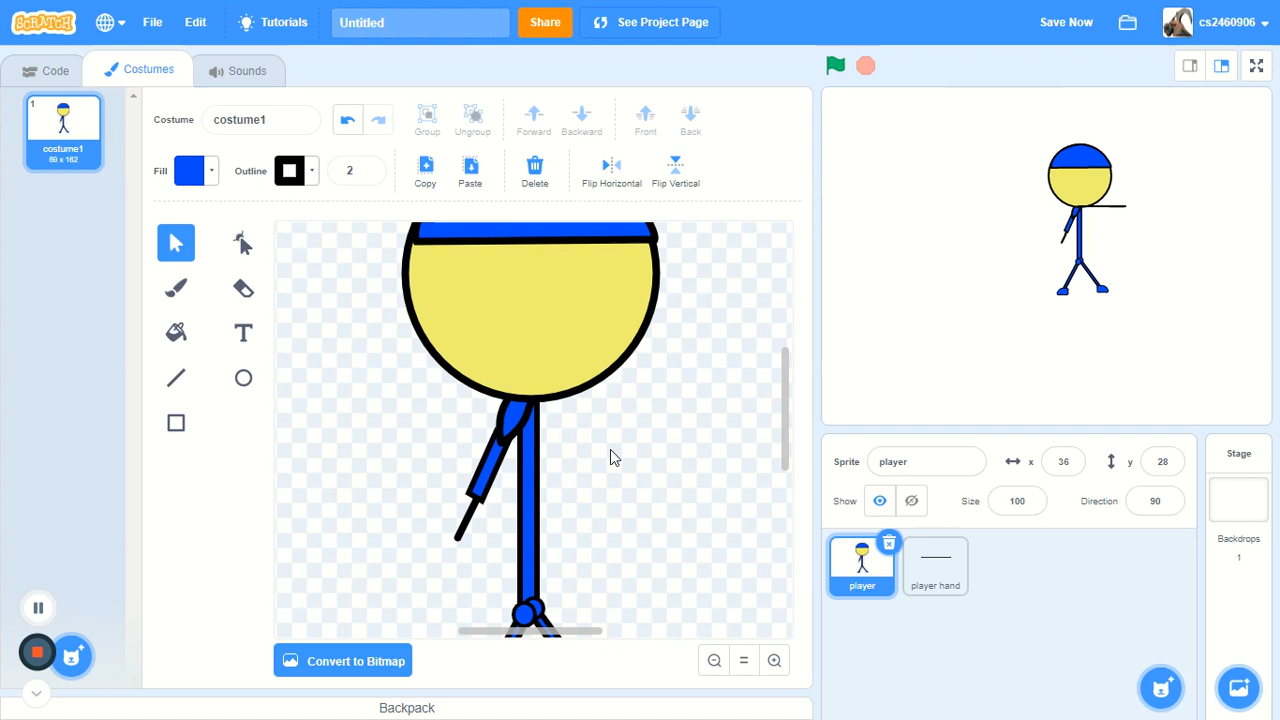 SCRATCH File Edit Tutorials Untitled Share See Project Page Save Now cs2460906
Code Costumes Sounds
1
costume1
69 x 162
Costume costume1 Group Ungroup Forward Backward Front Back
Fill Outline 2 Copy Paste Delete Flip Horizontal Flip Vertical
T
Convert to Bitmap
Backpack
Sprite player x 36 y 28
Show Size 100 Direction 90
player
player hand
Stage
Backdrops
1